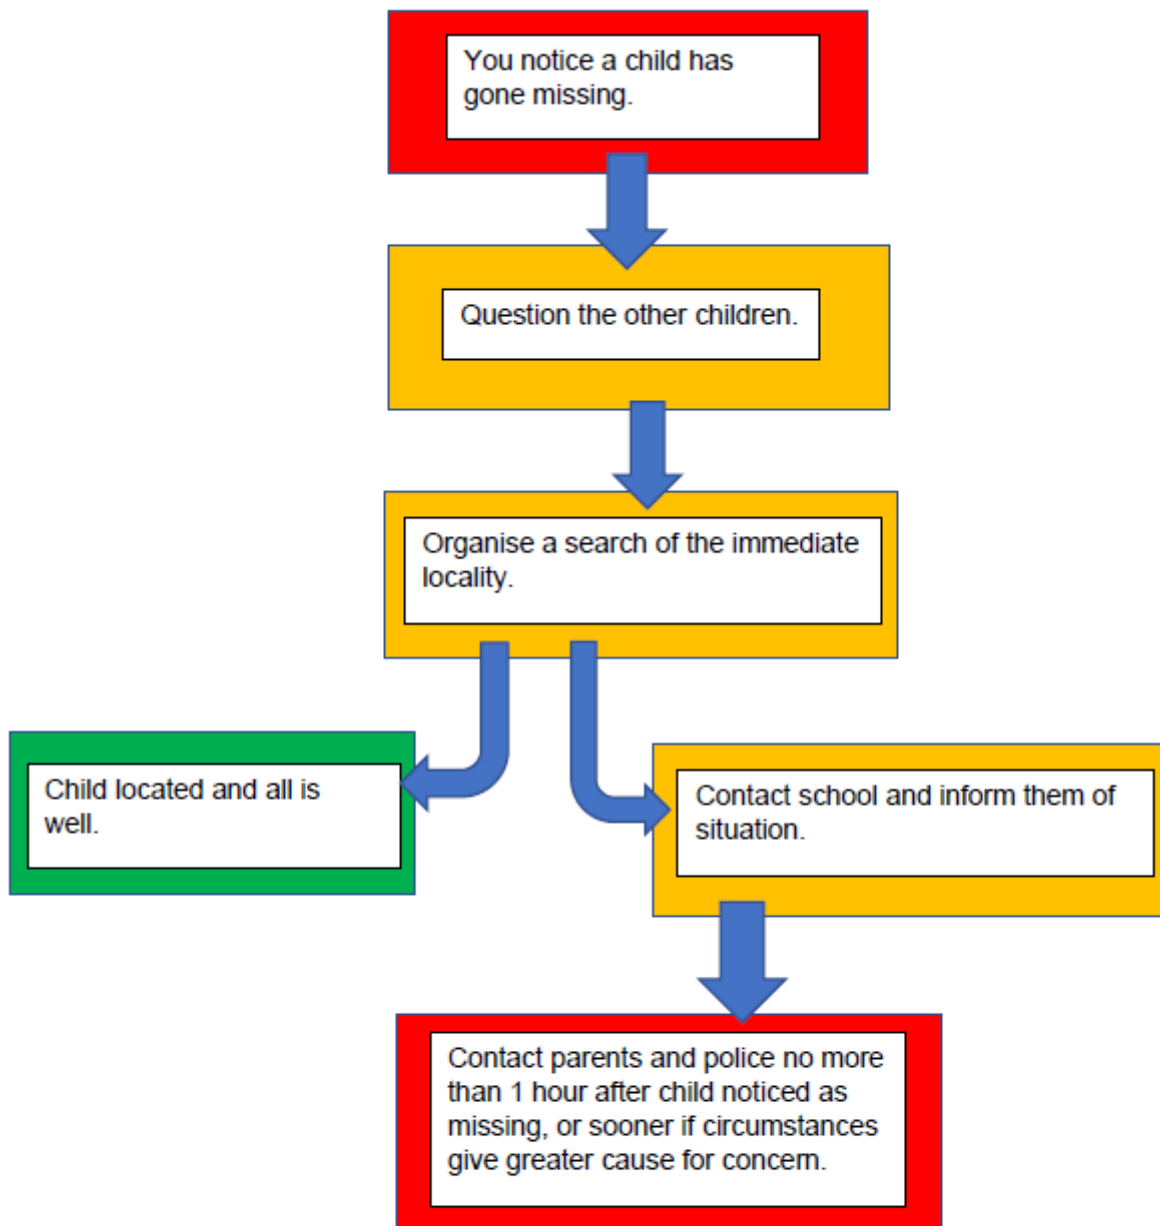 You notice a child has
gone missing.
Question the other children.
Organise a search of the immediate
locality.
Child located and all is
well.
Contact school and inform them of
situation.
Contact parents and police no more
than 1 hour after child noticed as
missing, or sooner if circumstances
give greater cause for concern.